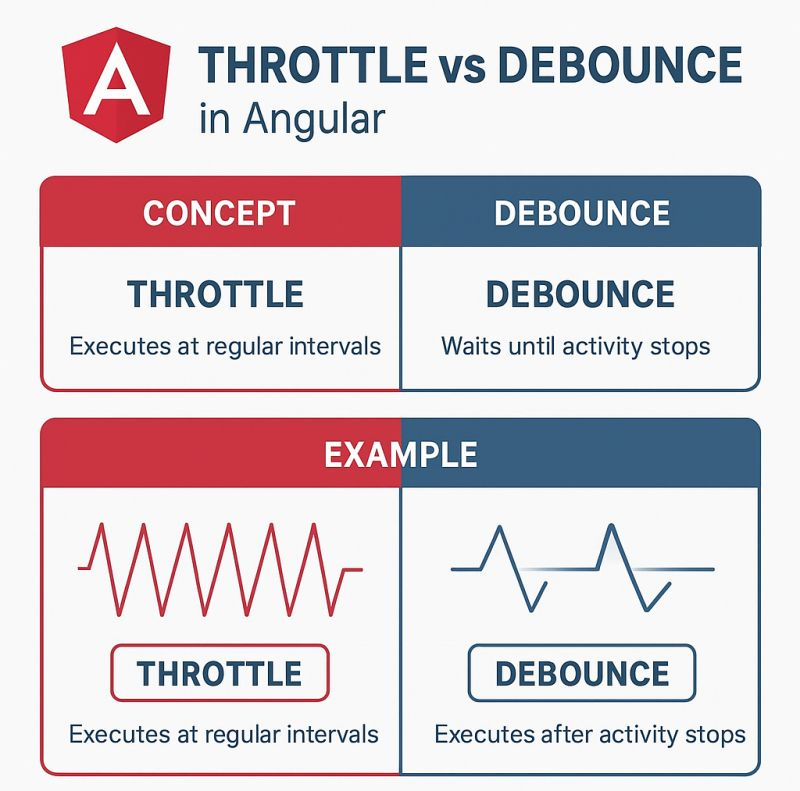 A
THROTTLE vs DEBOUNCE
in Angular
CONCEPT
DEBOUNCE
THROTTLE
Executes at regular intervals
DEBOUNCE
Waits until activity stops
EXAMPLE
THROTTLE
Executes at regular intervals
DEBOUNCE
Executes after activity stops